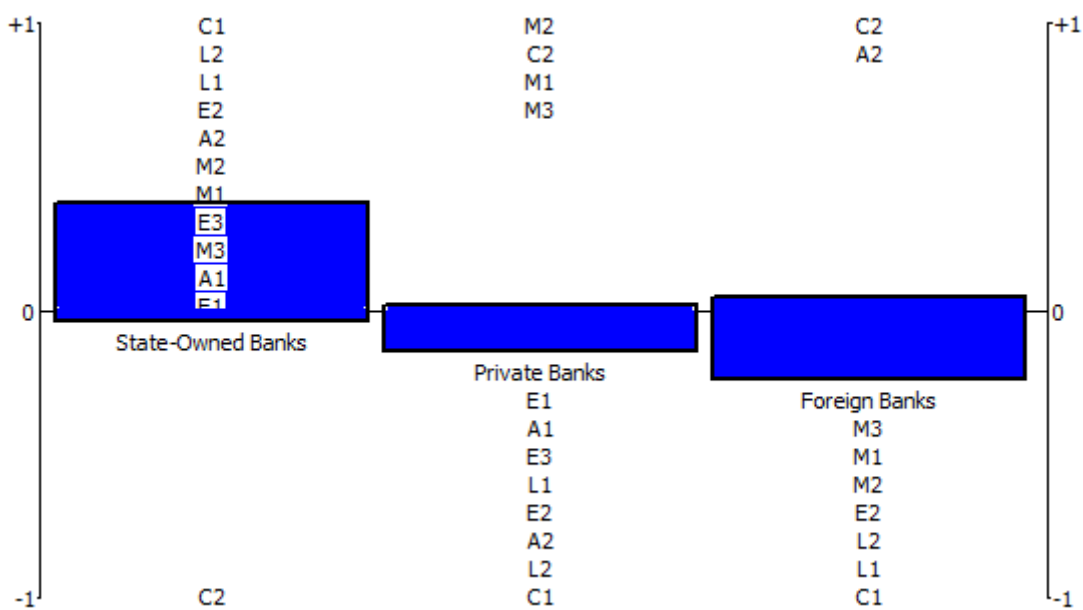 +1
0
-1
C1
L2
L1
E2
A2
M2
M1
E3
M3
A1
E1
State-Owned Banks
C2
M2
C2
M1
M3
Private Banks
E1
A1
E3
L1
E2
A2
L2
C1
C2
A2
Foreign Banks
M3
M1
M2
E2
L2
L1
C1
+1
0
-1